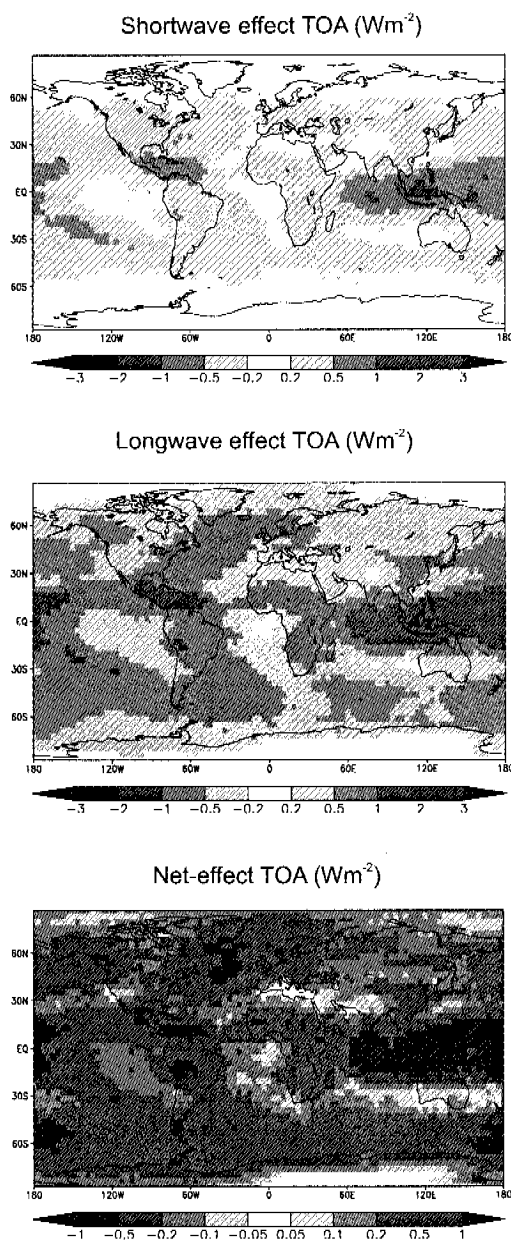 Shortwave effect TOA (Wm⁻²)
60N
30N
EQ
30S
60S
180 120W 60W 0 60E 120E 180
−3 −2 −1 −0.5 −0.2 0.2 0.5 1 2 3
Longwave effect TOA (Wm⁻²)
60N
30N
EQ
30S
60S
180 120W 60W 0 60E 120E 180
−3 −2 −1 −0.5 −0.2 0.2 0.5 1 2 3
Net-effect TOA (Wm⁻²)
60N
30N
EQ
30S
60S
180 120W 60W 0 60E 120E 180
−1 −0.5 −0.2 −0.1 −0.05 0.05 0.1 0.2 0.5 1